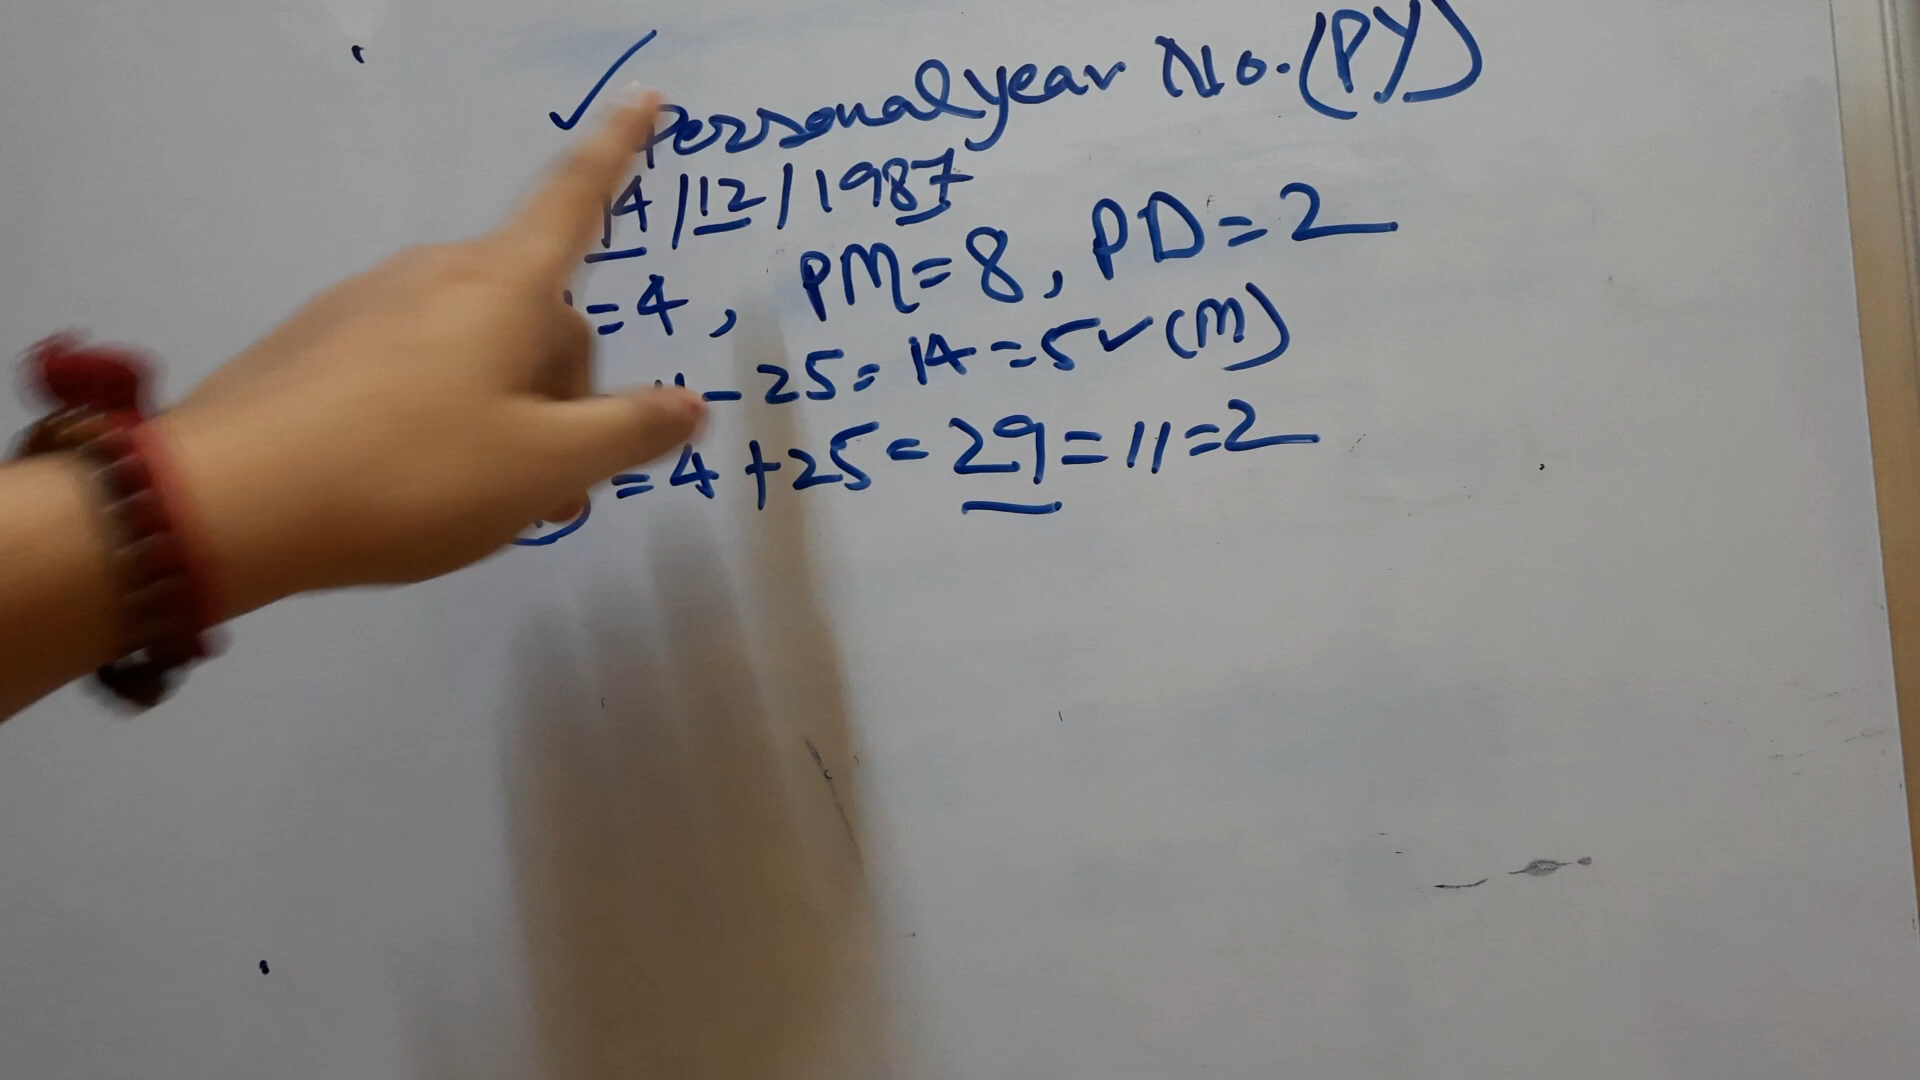 ✓ Personal year No. (PY)
14/12/1987
=4, PM=8, PD=2
- 25= 14=5✓(M)
=4+25=29=11=2